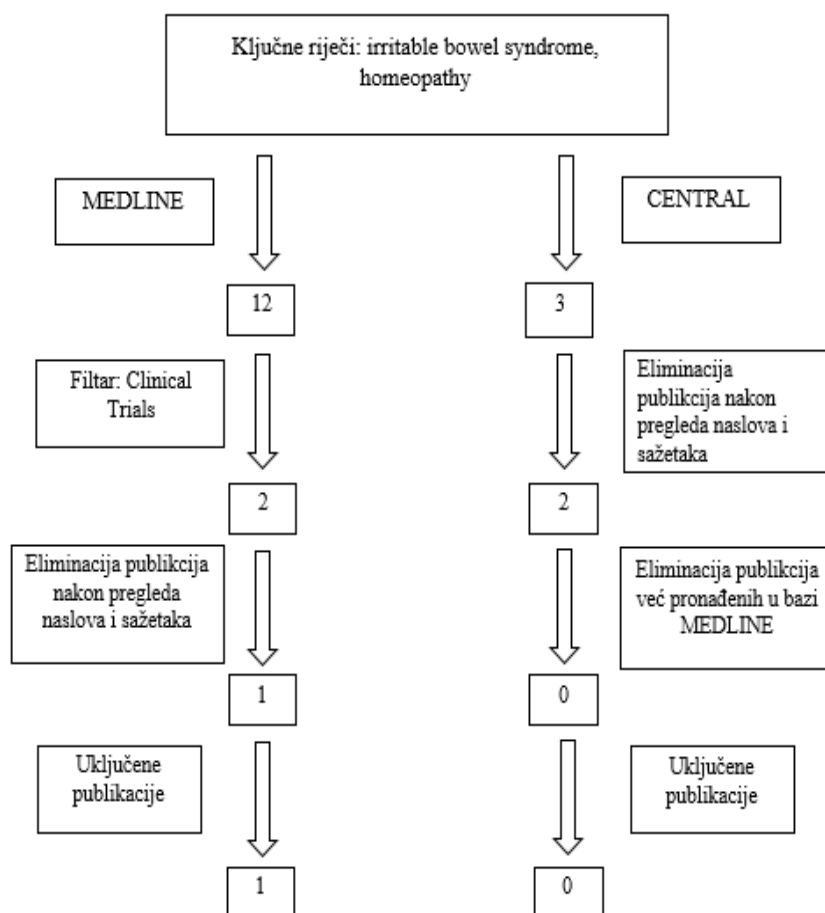 Ključne riječi: irritable bowel syndrome,
homeopathy
MEDLINE
CENTRAL
12
3
Filtar: Clinical
Trials
Eliminacija
publikcija nakon
pregleda naslova i
sažetaka
2
2
Eliminacija publikcija
nakon pregleda
naslova i sažetaka
Eliminacija publikcija
već pronađenih u bazi
MEDLINE
1
0
Uključene
publikacije
Uključene
publikacije
1
0